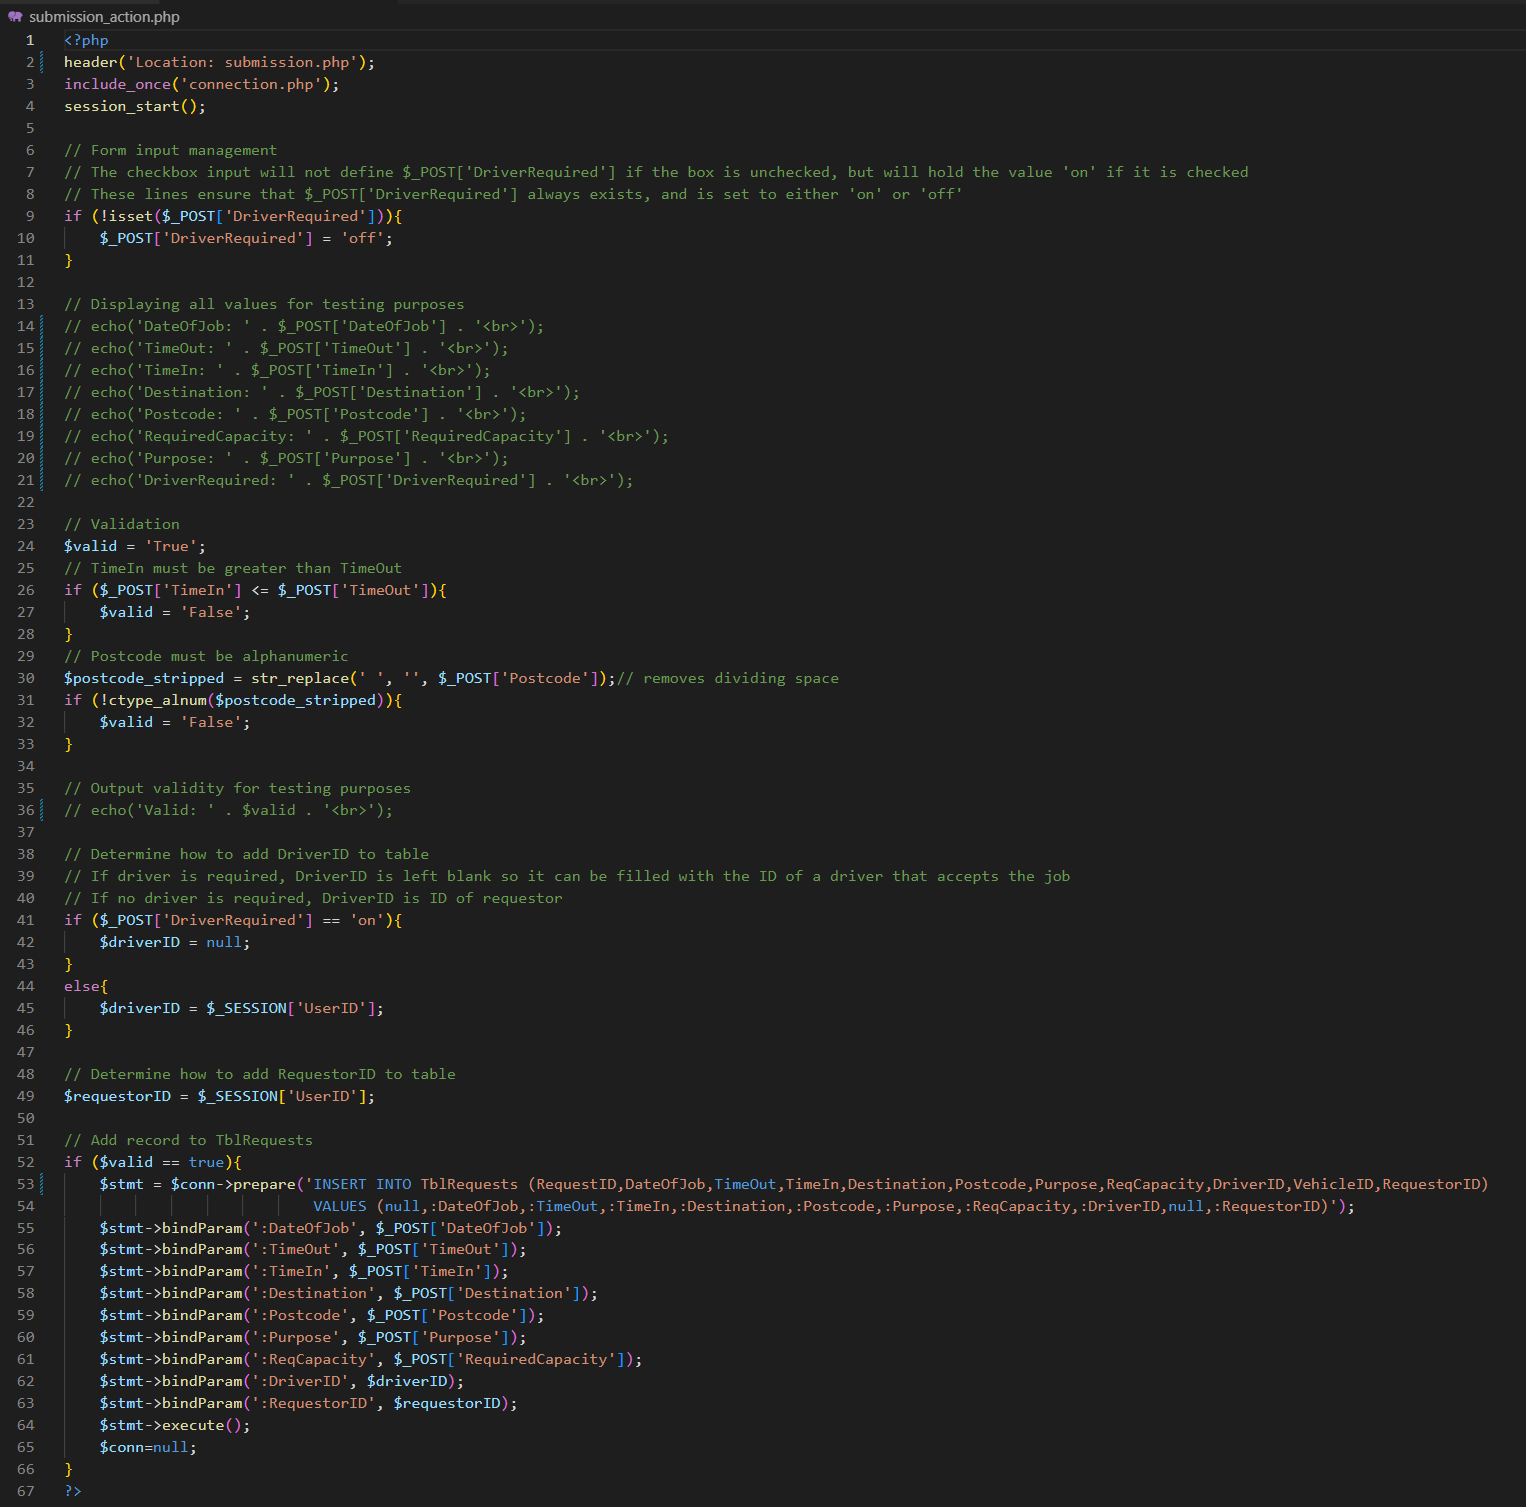 submission_action.php
1 <?php
2 header('Location: submission.php');
3 include_once('connection.php');
4 session_start();
5
6 // Form input management
7 // The checkbox input will not define $_POST['DriverRequired'] if the box is unchecked, but will hold the value 'on' if it is checked
8 // These lines ensure that $_POST['DriverRequired'] always exists, and is set to either 'on' or 'off'
9 if (!isset($_POST['DriverRequired'])){
10     $_POST['DriverRequired'] = 'off';
11 }
12
13 // Displaying all values for testing purposes
14 // echo('DateOfJob: ' . $_POST['DateOfJob'] . '<br>');
15 // echo('TimeOut: ' . $_POST['TimeOut'] . '<br>');
16 // echo('TimeIn: ' . $_POST['TimeIn'] . '<br>');
17 // echo('Destination: ' . $_POST['Destination'] . '<br>');
18 // echo('Postcode: ' . $_POST['Postcode'] . '<br>');
19 // echo('RequiredCapacity: ' . $_POST['RequiredCapacity'] . '<br>');
20 // echo('Purpose: ' . $_POST['Purpose'] . '<br>');
21 // echo('DriverRequired: ' . $_POST['DriverRequired'] . '<br>');
22
23 // Validation
24 $valid = 'True';
25 // TimeIn must be greater than TimeOut
26 if ($_POST['TimeIn'] <= $_POST['TimeOut']){
27     $valid = 'False';
28 }
29 // Postcode must be alphanumeric
30 $postcode_stripped = str_replace(' ', '', $_POST['Postcode']);// removes dividing space
31 if (!ctype_alnum($postcode_stripped)){
32     $valid = 'False';
33 }
34
35 // Output validity for testing purposes
36 // echo('Valid: ' . $valid . '<br>');
37
38 // Determine how to add DriverID to table
39 // If driver is required, DriverID is left blank so it can be filled with the ID of a driver that accepts the job
40 // If no driver is required, DriverID is ID of requestor
41 if ($_POST['DriverRequired'] == 'on'){
42     $driverID = null;
43 }
44 else{
45     $driverID = $_SESSION['UserID'];
46 }
47
48 // Determine how to add RequestorID to table
49 $requestorID = $_SESSION['UserID'];
50
51 // Add record to TblRequests
52 if ($valid == true){
53     $stmt = $conn->prepare('INSERT INTO TblRequests (RequestID,DateOfJob,TimeOut,TimeIn,Destination,Postcode,Purpose,ReqCapacity,DriverID,VehicleID,RequestorID)
54                             VALUES (null,:DateOfJob,:TimeOut,:TimeIn,:Destination,:Postcode,:Purpose,:ReqCapacity,:DriverID,null,:RequestorID)');
55     $stmt->bindParam(':DateOfJob', $_POST['DateOfJob']);
56     $stmt->bindParam(':TimeOut', $_POST['TimeOut']);
57     $stmt->bindParam(':TimeIn', $_POST['TimeIn']);
58     $stmt->bindParam(':Destination', $_POST['Destination']);
59     $stmt->bindParam(':Postcode', $_POST['Postcode']);
60     $stmt->bindParam(':Purpose', $_POST['Purpose']);
61     $stmt->bindParam(':ReqCapacity', $_POST['RequiredCapacity']);
62     $stmt->bindParam(':DriverID', $driverID);
63     $stmt->bindParam(':RequestorID', $requestorID);
64     $stmt->execute();
65     $conn=null;
66 }
67 ?>